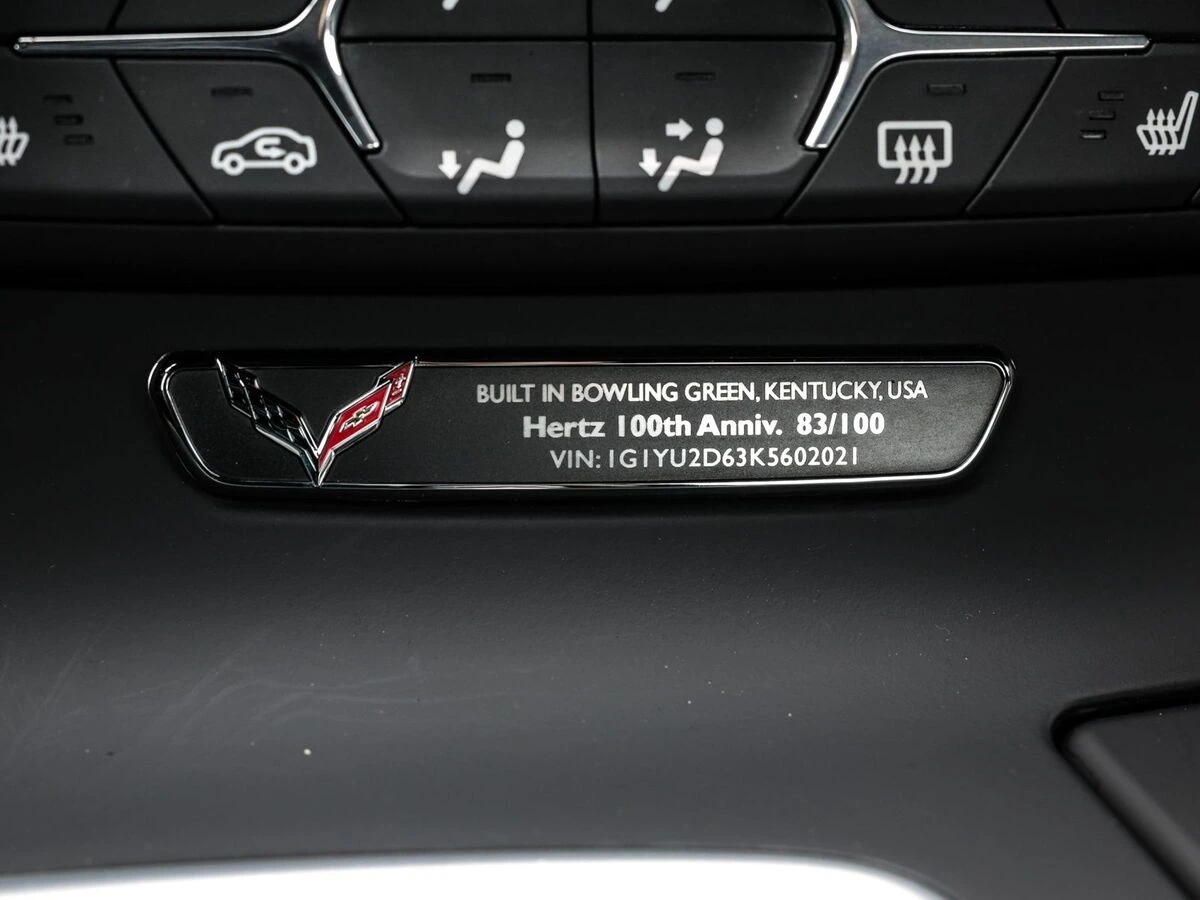 BUILT IN BOWLING GREEN, KENTUCKY, USA
Hertz 100th Anniv. 83/100
VIN: 1G1YU2D63K5602021